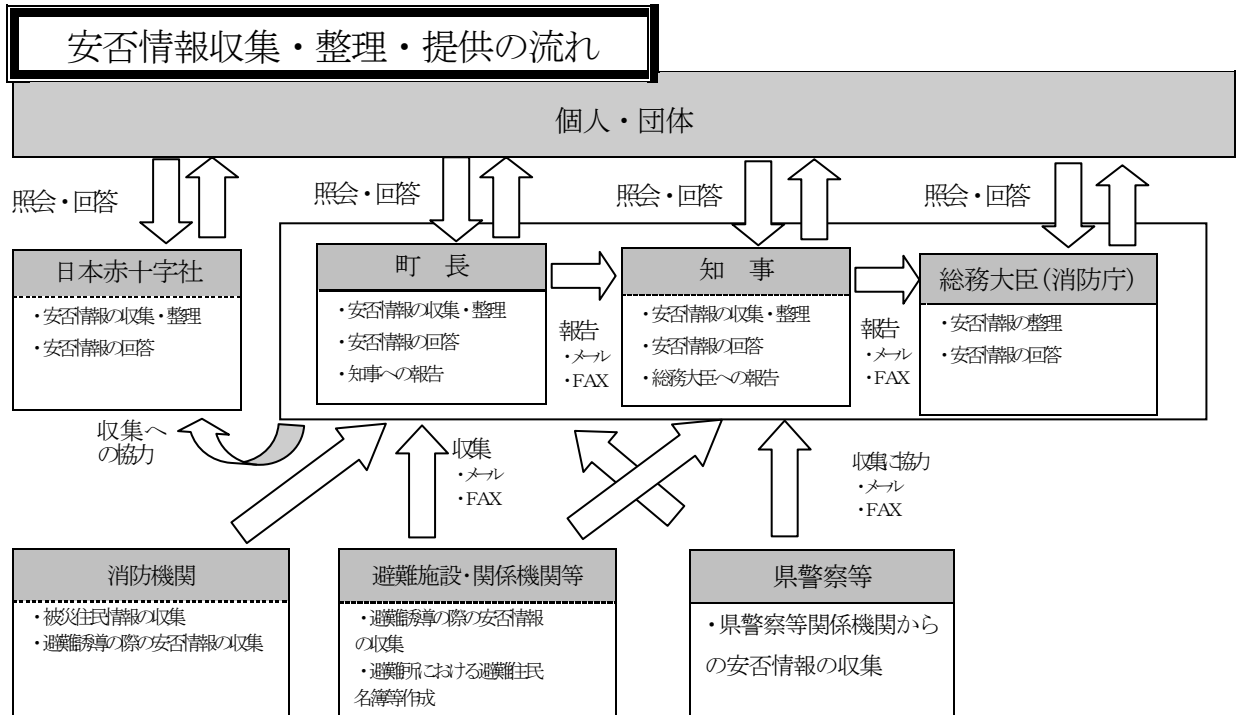 安否情報収集・整理・提供の流れ
個人・団体
照会・回答
照会・回答
照会・回答
照会・回答
日本赤十字社
・安否情報の収集・整理
・安否情報の回答
町 長
・安否情報の収集・整理
・安否情報の回答
・知事への報告
報告
・メール
・FAX
知 事
・安否情報の収集・整理
・安否情報の回答
・総務大臣への報告
報告
・メール
・FAX
総務大臣(消防庁)
・安否情報の整理
・安否情報の回答
収集へ
の協力
収集
・メール
・FAX
収集に協力
・メール
・FAX
消防機関
・被災住民情報の収集
・避難誘導の際の安否情報の収集
避難施設・関係機関等
・避難誘導の際の安否情報
の収集
・避難所における避難住民
名簿等作成
県警察等
・県警察等関係機関から
の安否情報の収集